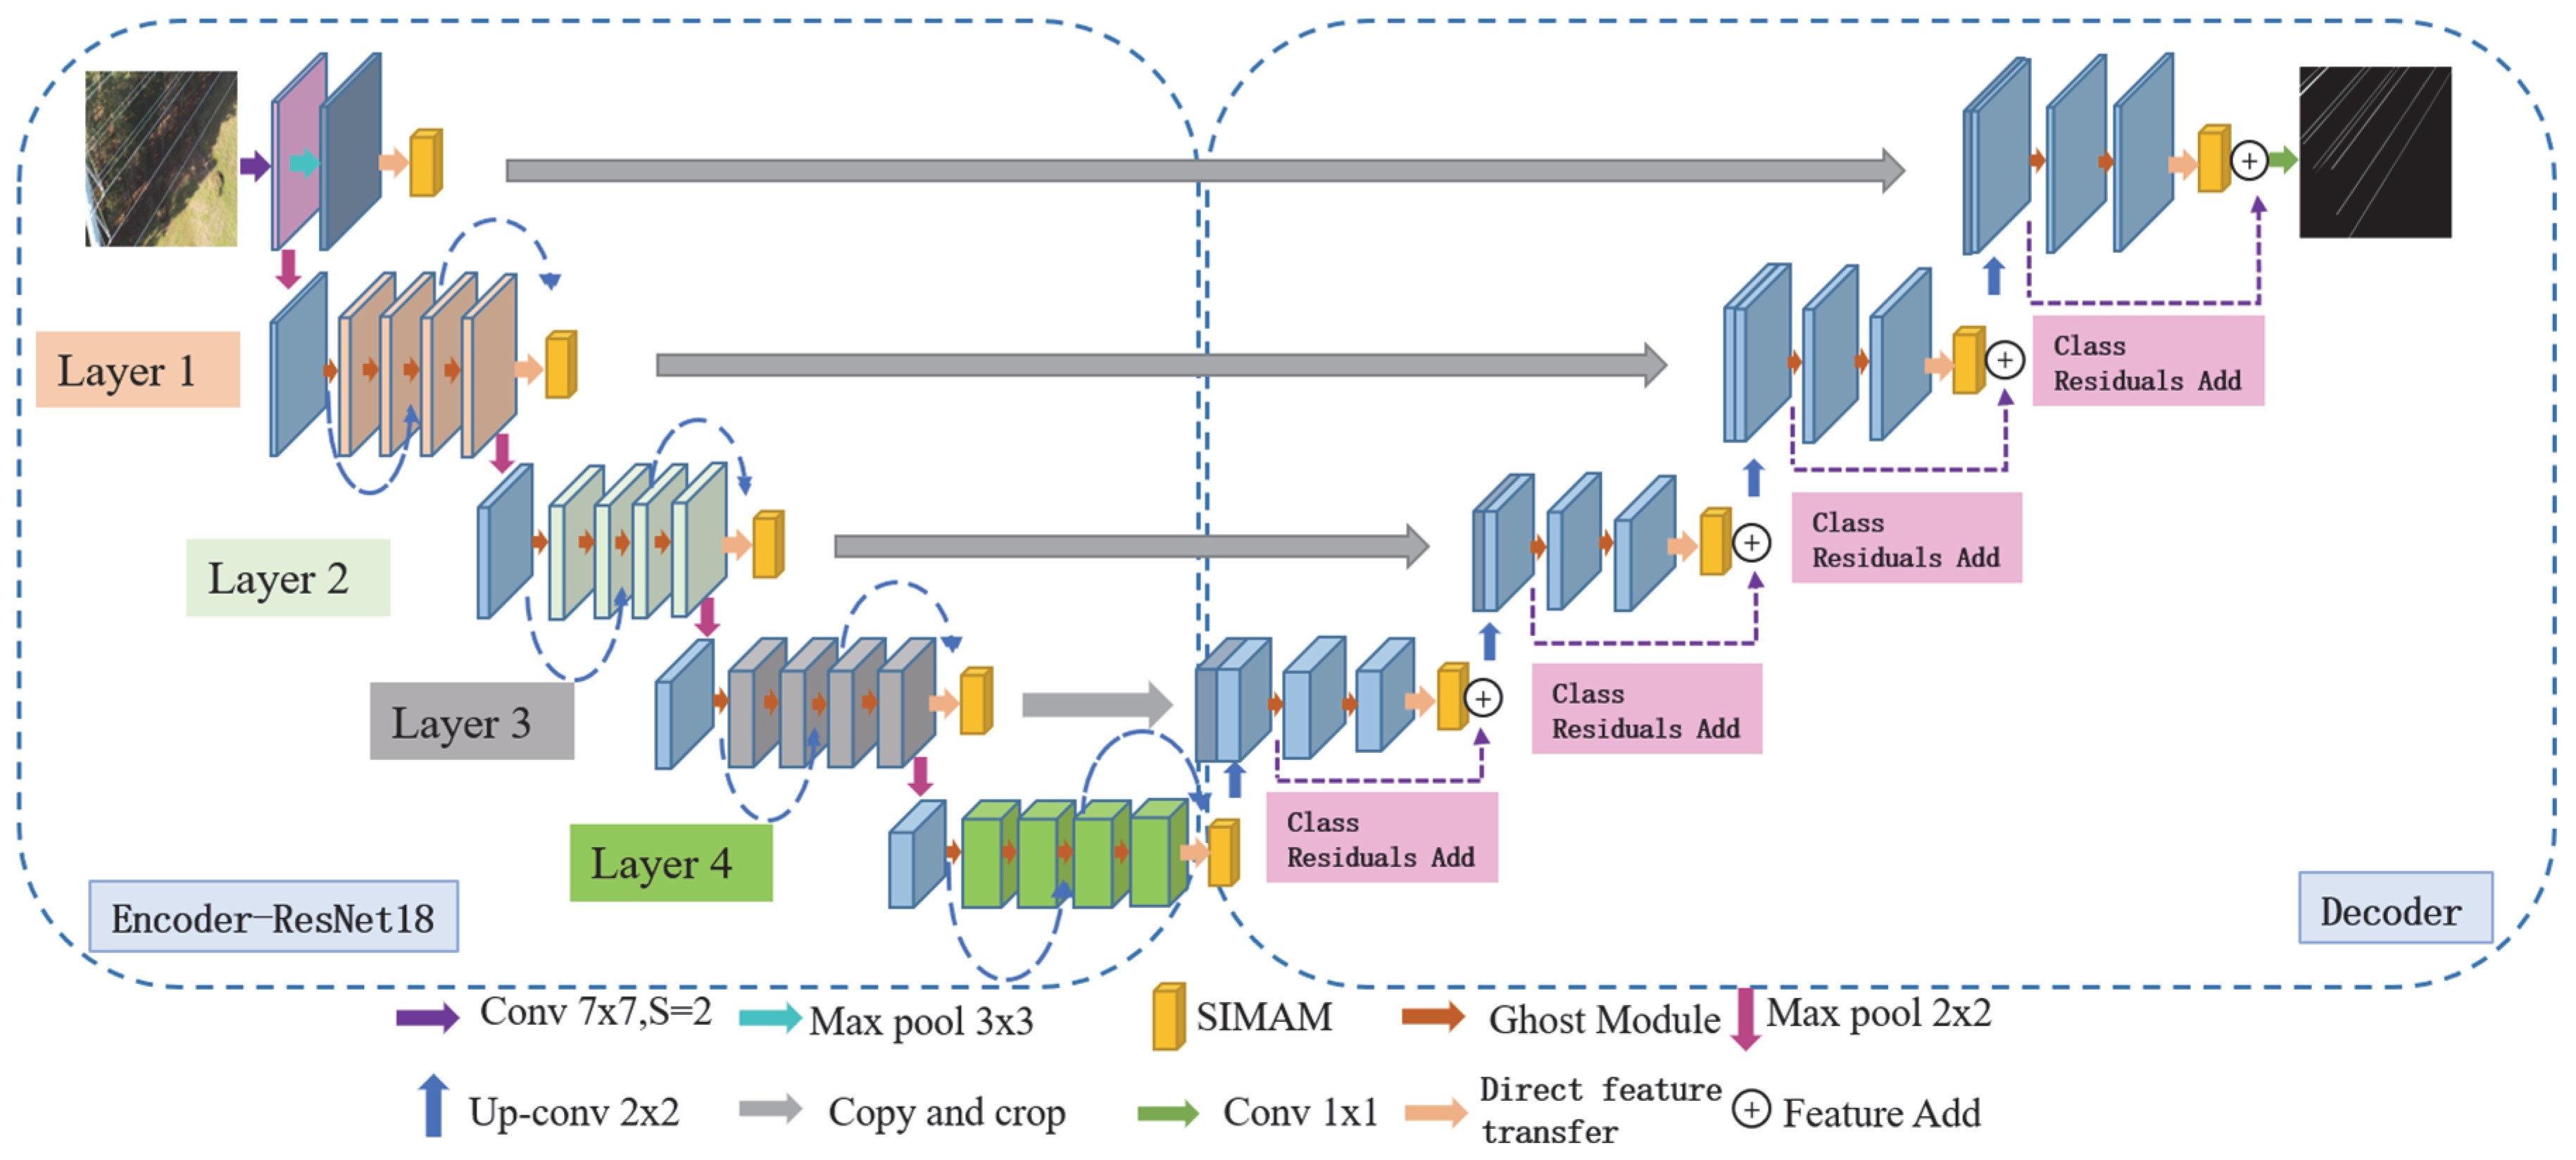 Layer 1
Class
Residuals Add
Layer 2
Class
Residuals Add
Layer 3
Class
Residuals Add
Layer 4
Class
Residuals Add
Encoder-ResNet18
Decoder
Conv 7x7,S=2
Max pool 3x3
SIMAM
Ghost Module
Max pool 2x2
Up-conv 2x2
Copy and crop
Conv 1x1
Direct feature
transfer
Feature Add